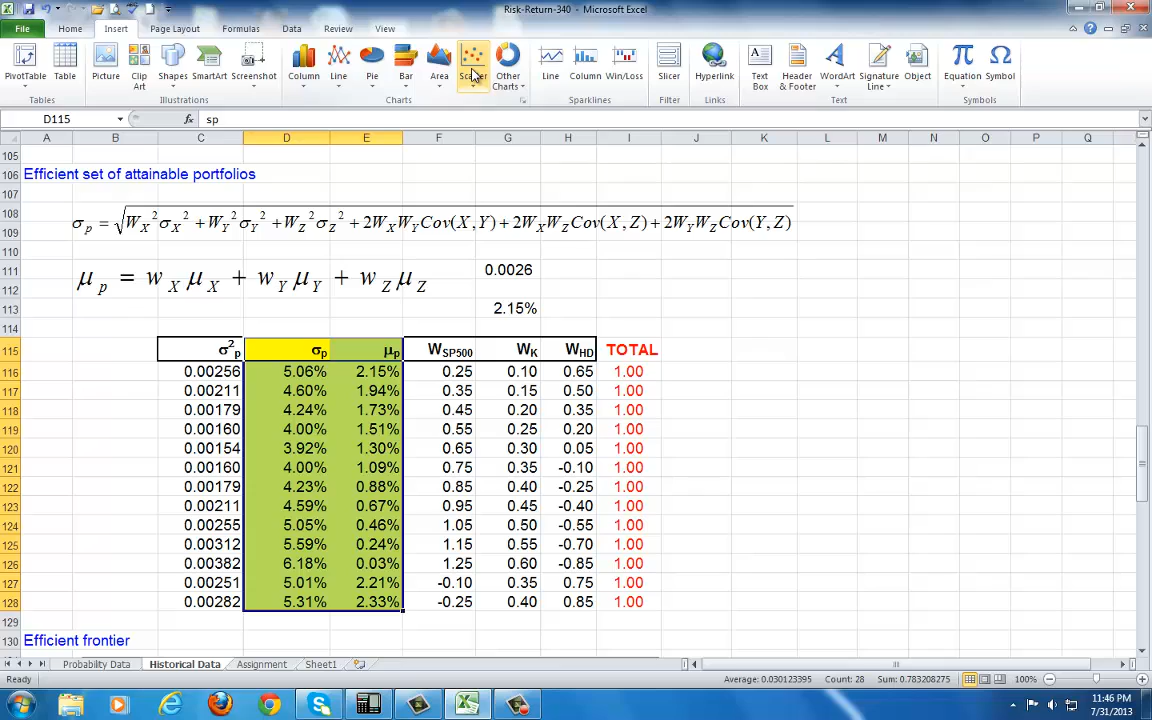 Risk-Return-340 - Microsoft Excel
File Home Insert Page Layout Formulas Data Review View
PivotTable Table Picture Clip Art Shapes SmartArt Screenshot Column Line Pie Bar Area Scatter Other Charts Line Column Win/Loss Slicer Hyperlink Text Box Header & Footer WordArt Signature Line Object Equation Symbol
Tables Illustrations Charts Sparklines Filter Links Text Symbols
D115 fx sp
A B C D E F G H I J K L M N O P Q
105
106 Efficient set of attainable portfolios
107
108
σp = √WX²σX² + WY²σY² + WZ²σZ² + 2WXWYCov(X,Y) + 2WXWZCov(X,Z) + 2WYWZCov(Y,Z)
109
110
111 0.0026
μp = wXμX + wYμY + wZμZ
112
113 2.15%
114
115 σ²p σp μp WSP500 WK WHD TOTAL
116 0.00256 5.06% 2.15% 0.25 0.10 0.65 1.00
117 0.00211 4.60% 1.94% 0.35 0.15 0.50 1.00
118 0.00179 4.24% 1.73% 0.45 0.20 0.35 1.00
119 0.00160 4.00% 1.51% 0.55 0.25 0.20 1.00
120 0.00154 3.92% 1.30% 0.65 0.30 0.05 1.00
121 0.00160 4.00% 1.09% 0.75 0.35 -0.10 1.00
122 0.00179 4.23% 0.88% 0.85 0.40 -0.25 1.00
123 0.00211 4.59% 0.67% 0.95 0.45 -0.40 1.00
124 0.00255 5.05% 0.46% 1.05 0.50 -0.55 1.00
125 0.00312 5.59% 0.24% 1.15 0.55 -0.70 1.00
126 0.00382 6.18% 0.03% 1.25 0.60 -0.85 1.00
127 0.00251 5.01% 2.21% -0.10 0.35 0.75 1.00
128 0.00282 5.31% 2.33% -0.25 0.40 0.85 1.00
129
130 Efficient frontier
Probability Data Historical Data Assignment Sheet1
Ready Average: 0.030123395 Count: 28 Sum: 0.783208275 100%
11:46 PM
7/31/2013